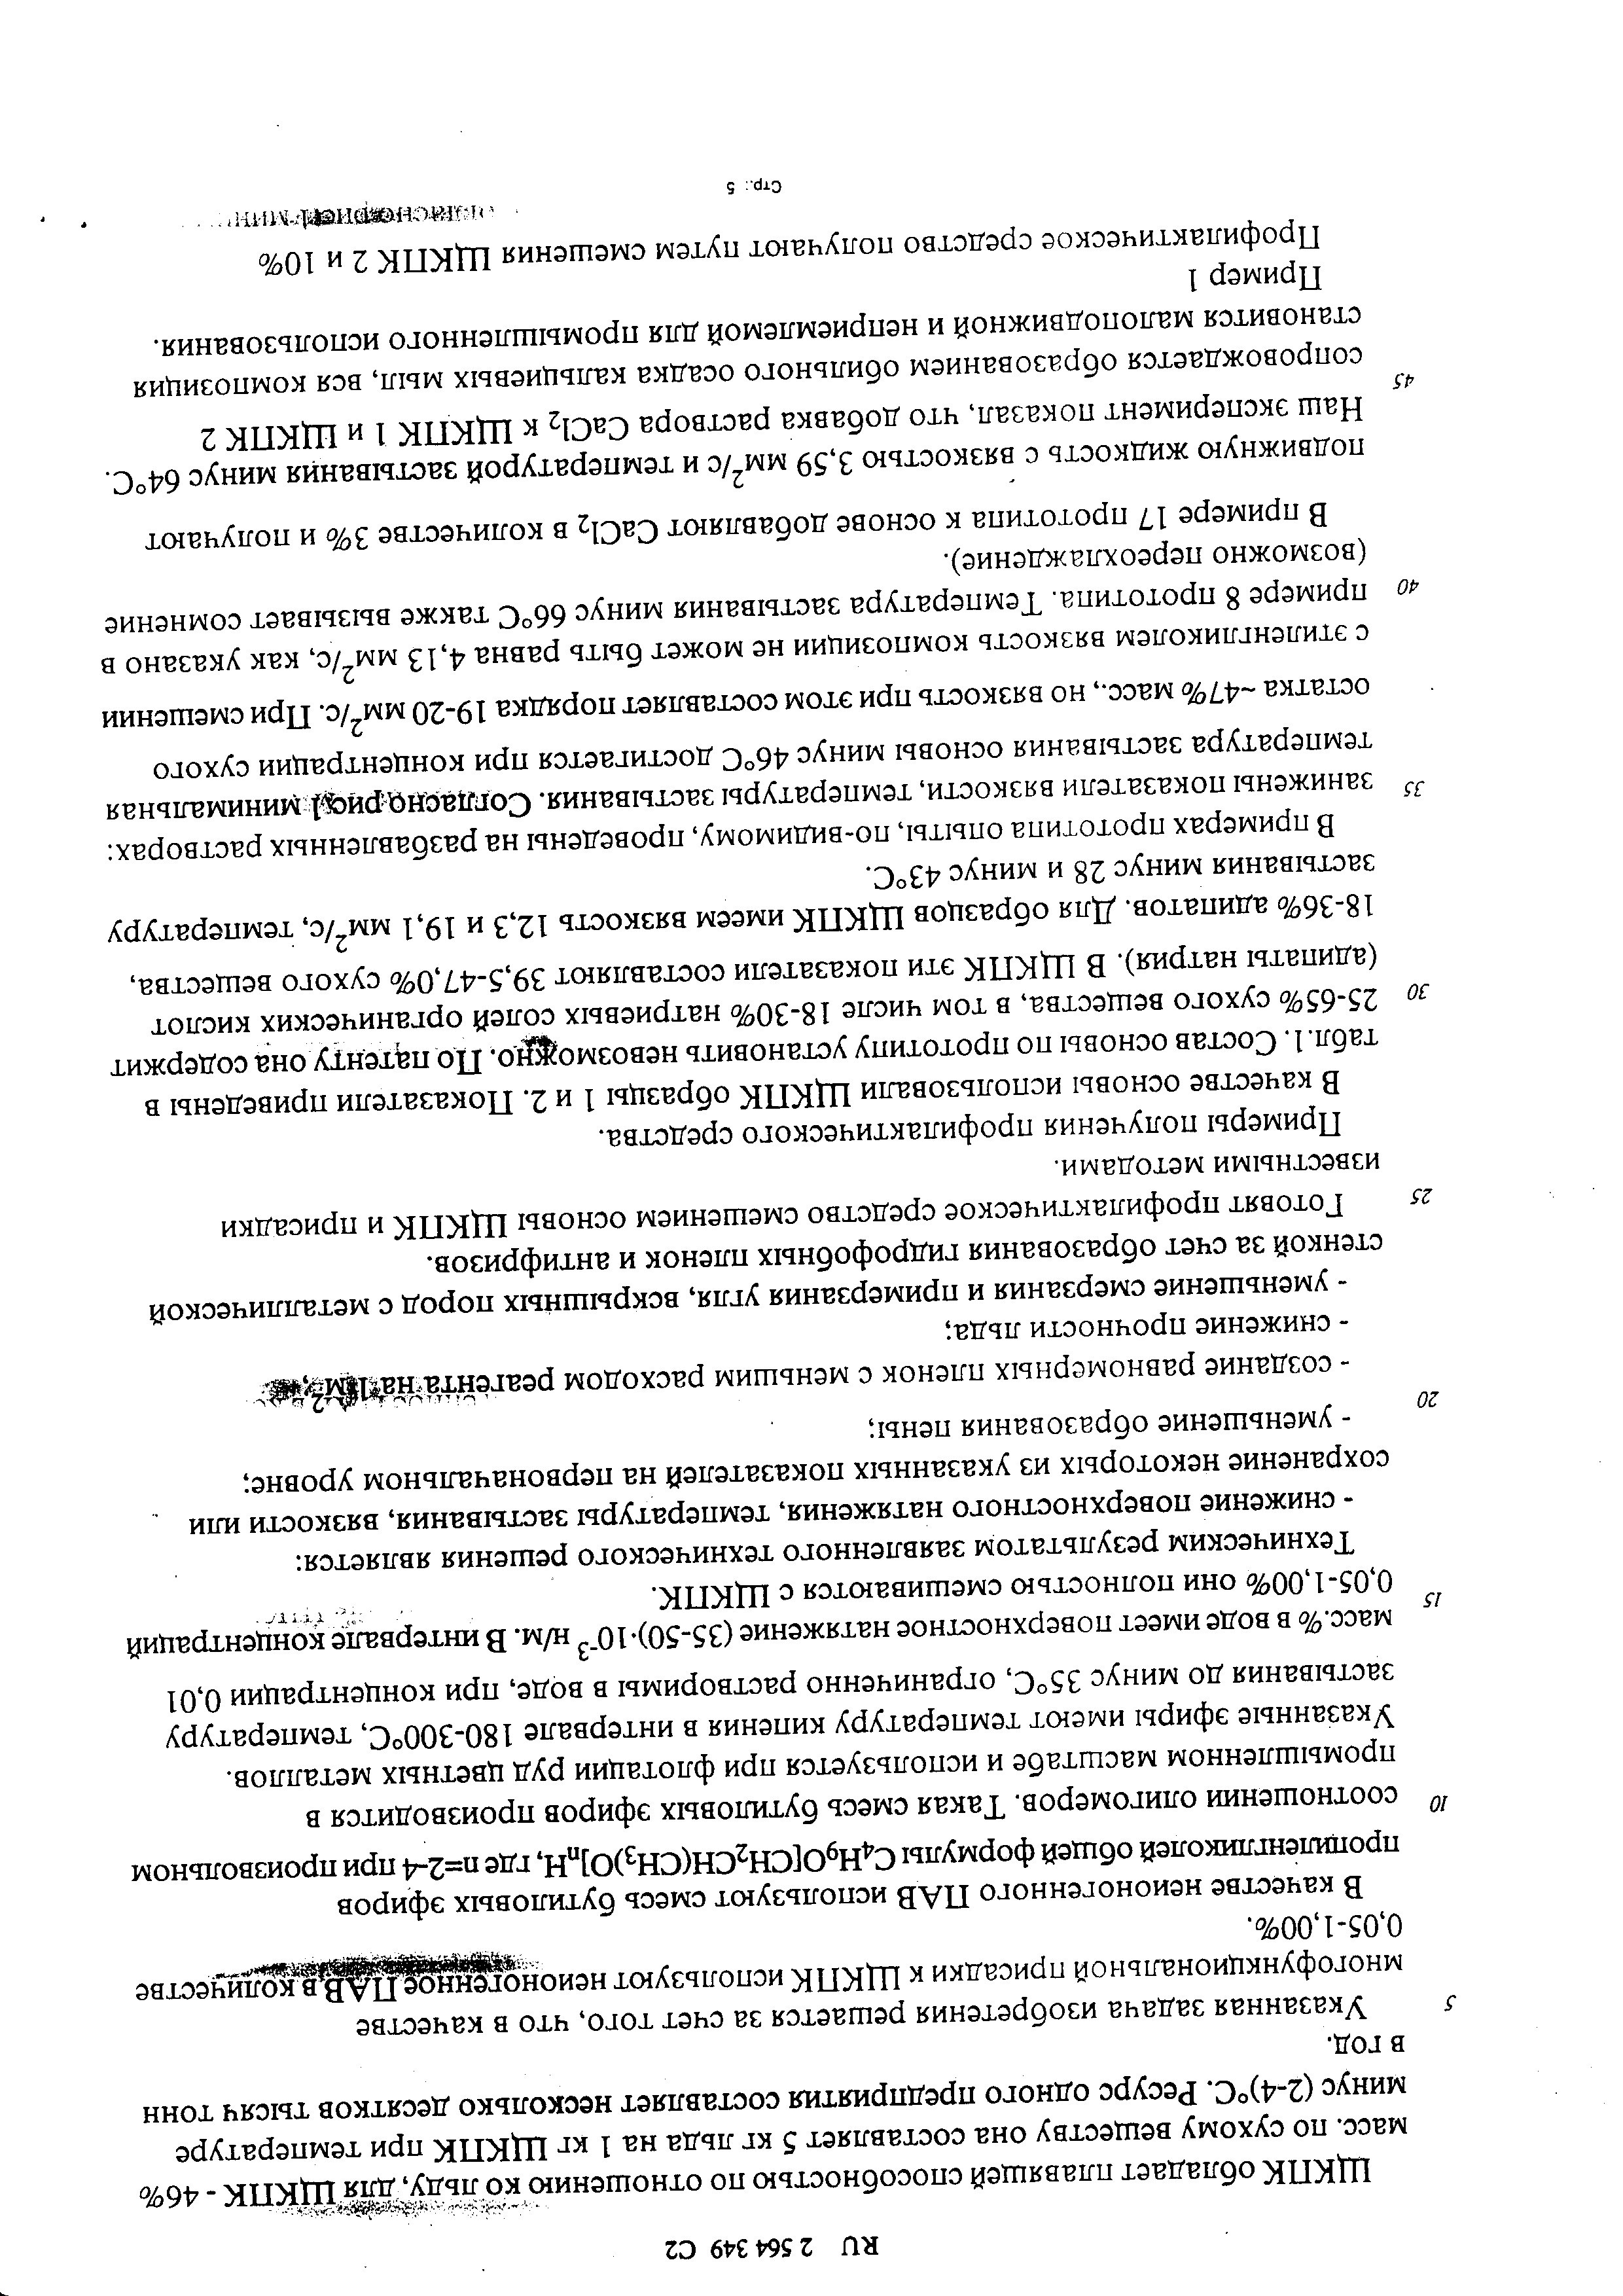 RU 2 564 349 C2
ЩКПК обладает плавящей способностью по отношению ко льду, для ЩКПК - 46%
масс. по сухому веществу она составляет 5 кг льда на 1 кг ЩКПК при температуре
минус (2-4)°С. Ресурс одного предприятия составляет несколько десятков тысяч тонн
в год.
5 Указанная задача изобретения решается за счет того, что в качестве
многофункциональной присадки к ЩКПК используют неионогенное ПАВ в количестве
0,05-1,00%.
В качестве неионогенного ПАВ используют смесь бутиловых эфиров
пропиленгликолей общей формулы C4H9O[CH2CH(CH3)O]nH, где n=2-4 при произвольном
10 соотношении олигомеров. Такая смесь бутиловых эфиров производится в
промышленном масштабе и используется при флотации руд цветных металлов.
Указанные эфиры имеют температуру кипения в интервале 180-300°С, температуру
застывания до минус 35°С, ограниченно растворимы в воде, при концентрации 0,01
масс.% в воде имеет поверхностное натяжение (35-50)·10-3 н/м. В интервале концентраций
15 0,05-1,00% они полностью смешиваются с ЩКПК.
Техническим результатом заявленного технического решения является:
- снижение поверхностного натяжения, температуры застывания, вязкости или
сохранение некоторых из указанных показателей на первоначальном уровне;
- уменьшение образования пены;
20 - создание равномерных пленок с меньшим расходом реагента на 1 м2;
- снижение прочности льда;
- уменьшение смерзания и примерзания угля, вскрышных пород с металлической
стенкой за счет образования гидрофобных пленок и антифризов.
25 Готовят профилактическое средство смешением основы ЩКПК и присадки
известными методами.
Примеры получения профилактического средства.
В качестве основы использовали ЩКПК образцы 1 и 2. Показатели приведены в
табл.1. Состав основы по прототипу установить невозможно. По патенту она содержит
30 25-65% сухого вещества, в том числе 18-30% натриевых солей органических кислот
(адипаты натрия). В ЩКПК эти показатели составляют 39,5-47,0% сухого вещества,
18-36% адипатов. Для образцов ЩКПК имеем вязкость 12,3 и 19,1 мм2/с, температуру
застывания минус 28 и минус 43°С.
В примерах прототипа опыты, по-видимому, проведены на разбавленных растворах:
35 занижены показатели вязкости, температуры застывания. Согласно рис.1 минимальная
температура застывания основы минус 46°С достигается при концентрации сухого
остатка ~47% масс., но вязкость при этом составляет порядка 19-20 мм2/с. При смешении
с этиленгликолем вязкость композиции не может быть равна 4,13 мм2/с, как указано в
40 примере 8 прототипа. Температура застывания минус 66°С также вызывает сомнение
(возможно переохлаждение).
В примере 17 прототипа к основе добавляют CaCl2 в количестве 3% и получают
подвижную жидкость с вязкостью 3,59 мм2/с и температурой застывания минус 64°С.
Наш эксперимент показал, что добавка раствора CaCl2 к ЩКПК 1 и ЩКПК 2
45 сопровождается образованием обильного осадка кальциевых мыл, вся композиция
становится малоподвижной и неприемлемой для промышленного использования.
Пример 1
Профилактическое средство получают путем смешения ЩКПК 2 и 10%
Стр.: 5